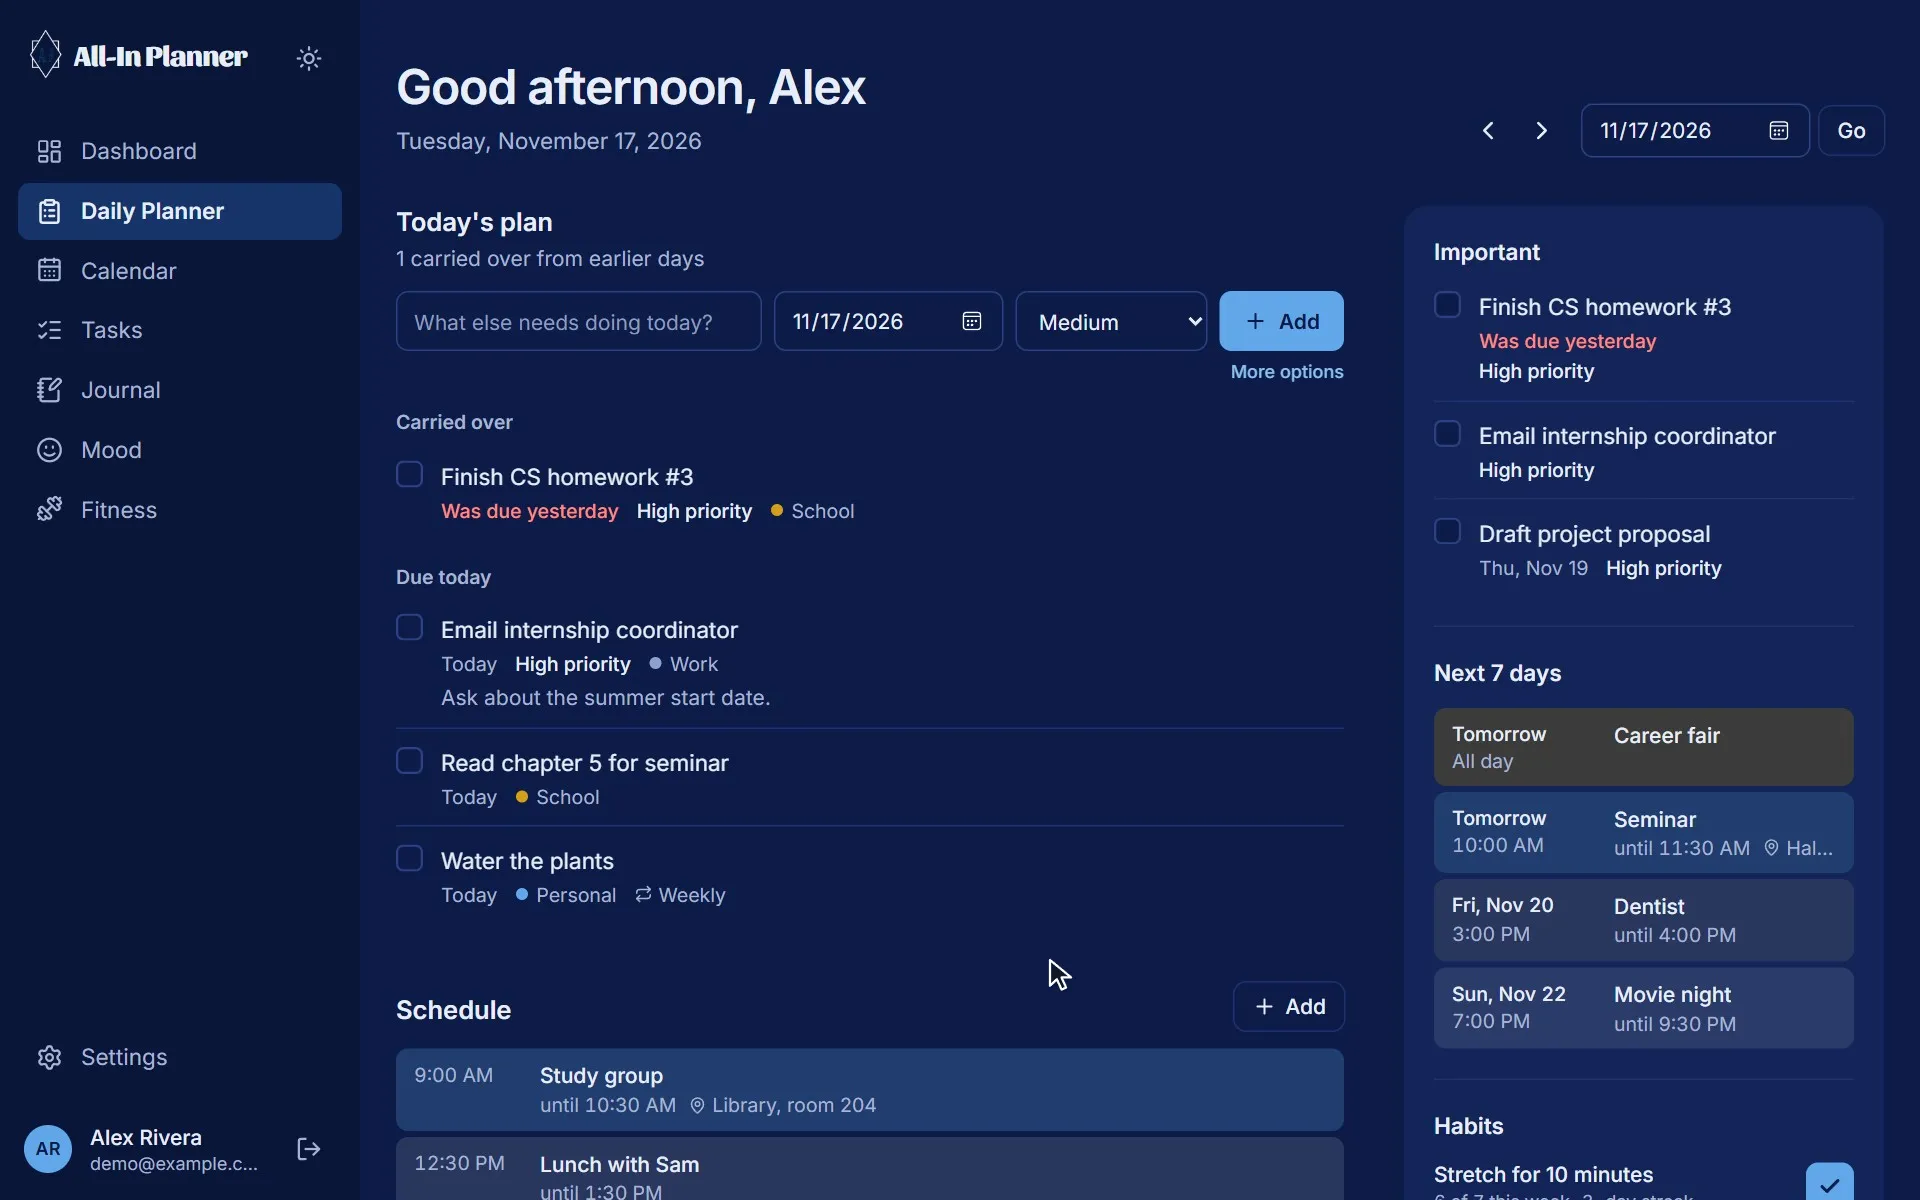 All-In Planner
Dashboard
Daily Planner
Calendar
Tasks
Journal
Mood
Fitness
Settings
AR
Alex Rivera
demo@example.c...
Good afternoon, Alex
Tuesday, November 17, 2026
11/17/2026
Go
Today's plan
1 carried over from earlier days
What else needs doing today?
11/17/2026
Medium
Add
More options
Carried over
Finish CS homework #3
Was due yesterday High priority School
Due today
Email internship coordinator
Today High priority Work
Ask about the summer start date.
Read chapter 5 for seminar
Today School
Water the plants
Today Personal Weekly
Schedule
Add
9:00 AM Study group
until 10:30 AM Library, room 204
12:30 PM Lunch with Sam
until 1:30 PM
Important
Finish CS homework #3
Was due yesterday
High priority
Email internship coordinator
High priority
Draft project proposal
Thu, Nov 19 High priority
Next 7 days
Tomorrow Career fair
All day
Tomorrow Seminar
10:00 AM until 11:30 AM Hal...
Fri, Nov 20 Dentist
3:00 PM until 4:00 PM
Sun, Nov 22 Movie night
7:00 PM until 9:30 PM
Habits
Stretch for 10 minutes